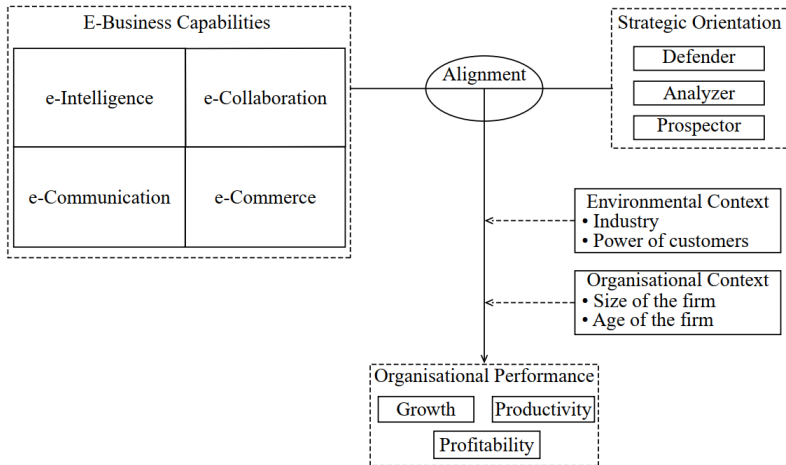 E-Business Capabilities
e-Intelligence
e-Collaboration
e-Communication
e-Commerce
Alignment
Strategic Orientation
Defender
Analyzer
Prospector
Environmental Context
• Industry
• Power of customers
Organisational Context
• Size of the firm
• Age of the firm
Organisational Performance
Growth
Productivity
Profitability